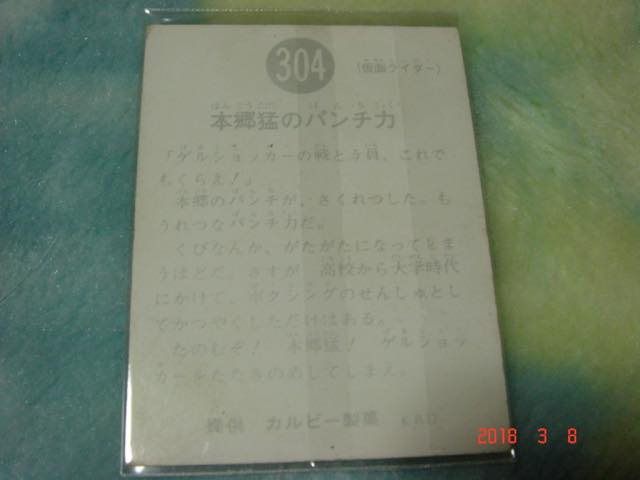 304
(仮面ライダー)
本郷猛のパンチ力
「ゲルショッカーの戦とう員、これで
もくらえ!」
本郷のパンチが、さくれつした。も
うれつなパンチ力だ。
くびなんか、がたがたになってしま
うほどだ。さすが、高校から大学時代
にかけて、ボクシングのせんしゅとし
てかつやくしただけはある。
たのむぞ! 本郷猛! ゲルショッ
カーをたたきのめしてしまえ。
提供 カルビー製菓
2018 3 8